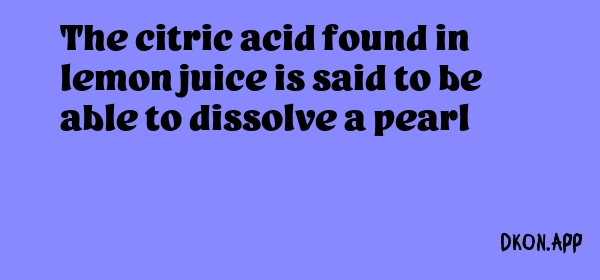 The citric acid found in
lemon juice is said to be
able to dissolve a pearl
DKON.APP